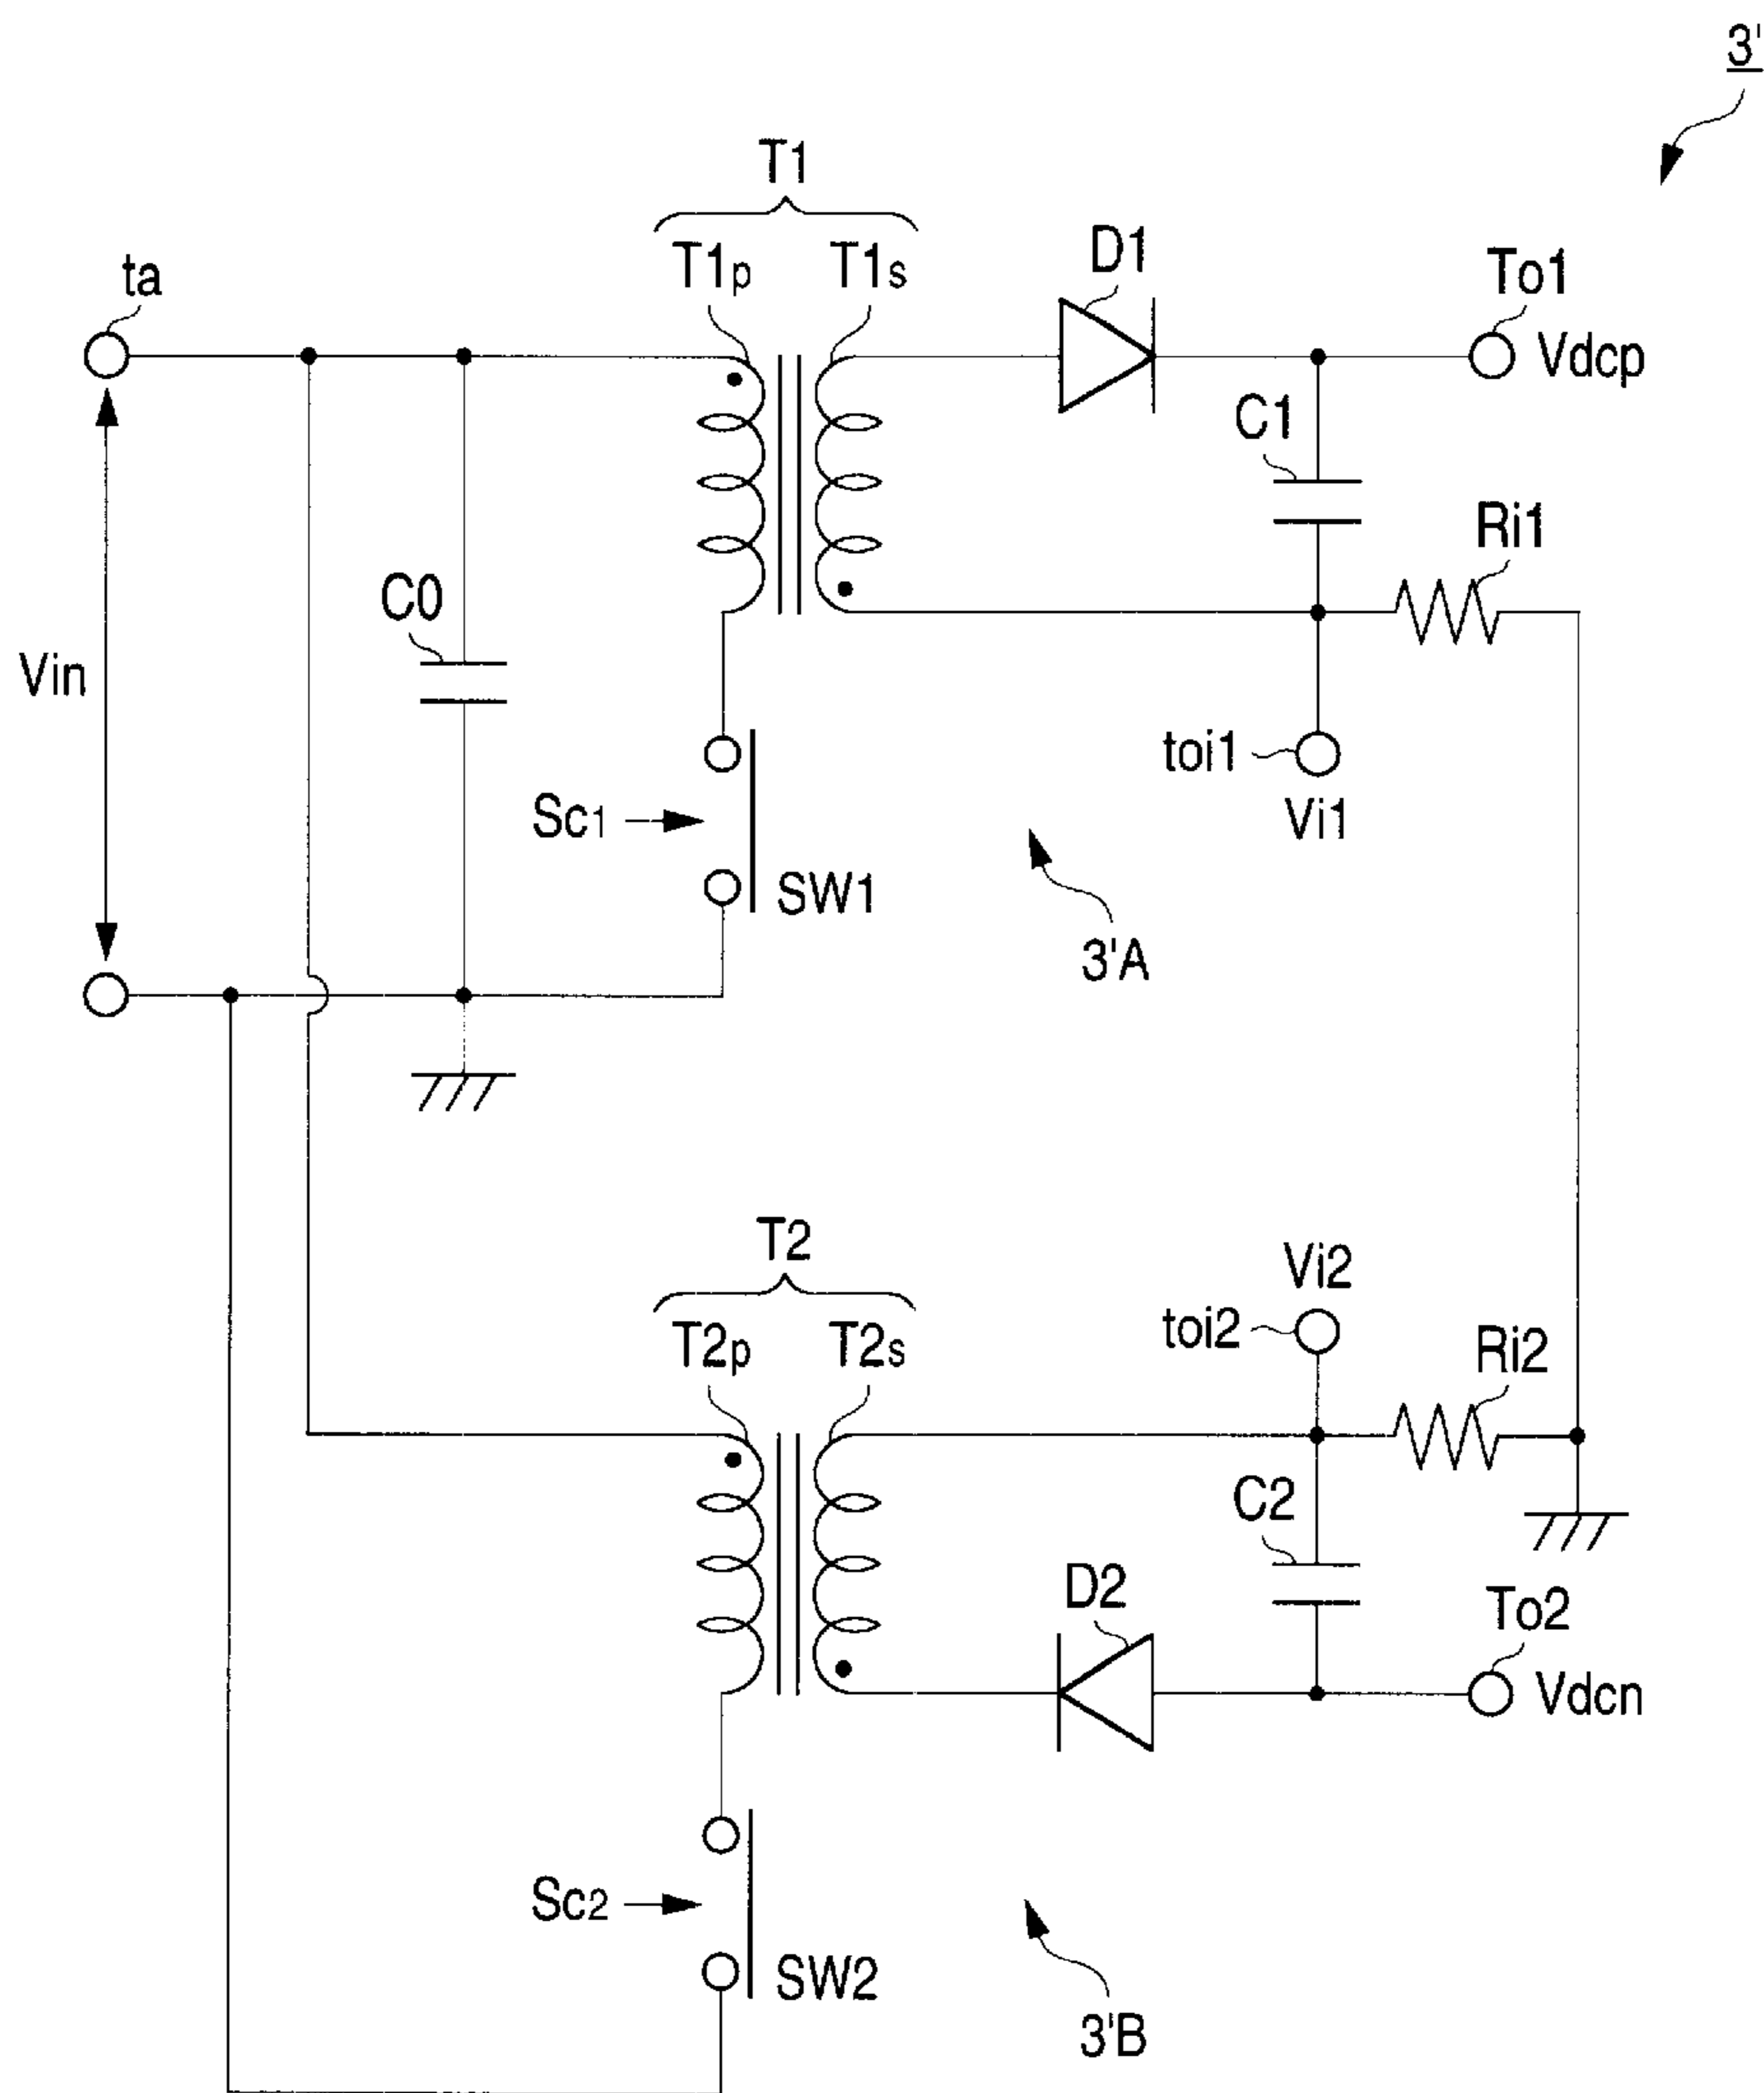 3'
T1
T1p
T1s
D1
To1
ta
Vdcp
C1
Ri1
C0
Vin
toi1
Vi1
Sc1
SW1
3'A
T2
Vi2
toi2
T2p
T2s
Ri2
C2
D2
To2
Vdcn
Sc2
SW2
3'B